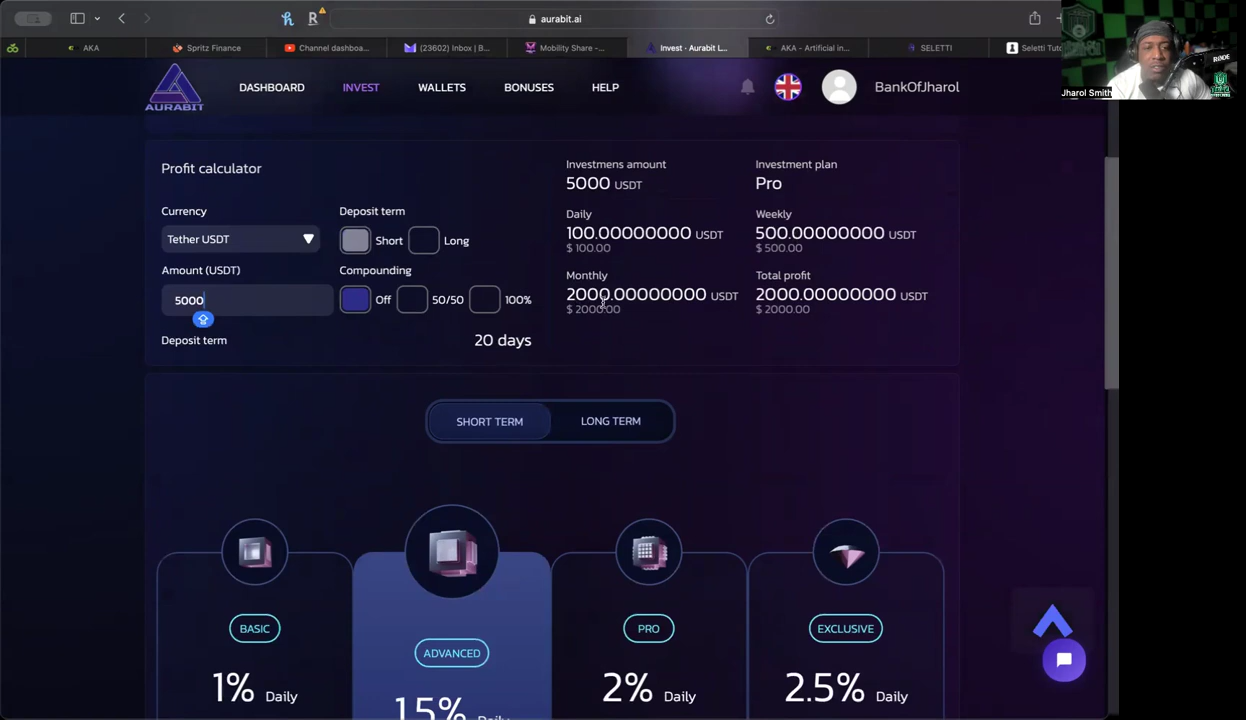 aurabit.ai
AKA
Spritz Finance
Channel dashboa...
(23602) Inbox | B...
Mobility Share -...
Invest · Aurabit L...
AKA - Artificial in...
SELETTI
Seletti Tut
RØDE
Jharol Smith
AURABIT
DASHBOARD
INVEST
WALLETS
BONUSES
HELP
BankOfJharol
Profit calculator
Currency
Tether USDT
Deposit term
Short
Long
Amount (USDT)
5000
Compounding
Off
50/50
100%
Deposit term
20 days
Investmens amount
5000 USDT
Investment plan
Pro
Daily
100.00000000 USDT
$ 100.00
Weekly
500.00000000 USDT
$ 500.00
Monthly
2000.00000000 USDT
$ 2000.00
Total profit
2000.00000000 USDT
$ 2000.00
SHORT TERM
LONG TERM
BASIC
1% Daily
ADVANCED
1.5% Daily
PRO
2% Daily
EXCLUSIVE
2.5% Daily